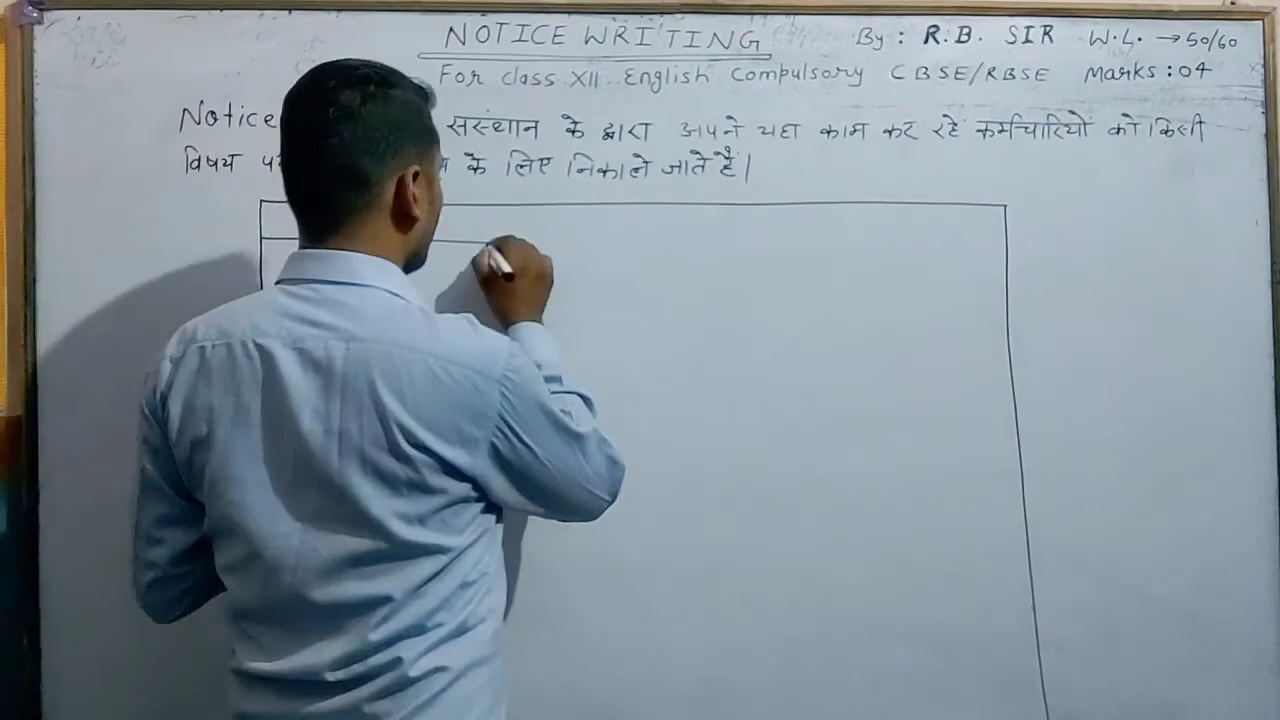 NOTICE WRITING By : R.B. SIR W.L. → 50/60
For class XII English Compulsory CBSE/RBSE Marks : 04
Notice संस्थान के द्वारा अपने यहा काम कर रहे कर्मचारियों को किसी
विषय के लिए निकाले जाते है।